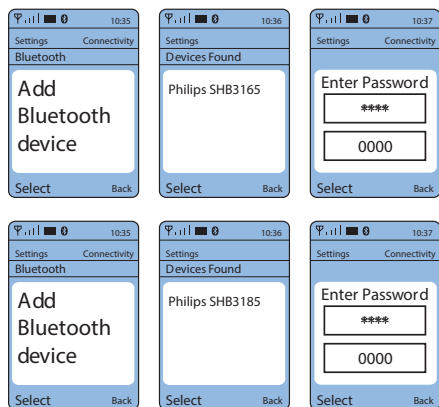 10:35
Settings Connectivity
Bluetooth
Add
Bluetooth
device
Select Back
10:36
Settings
Devices Found
Philips SHB3165
Select Back
10:37
Settings Connectivity
Enter Password
****
0000
Select Back
10:35
Settings Connectivity
Bluetooth
Add
Bluetooth
device
Select Back
10:36
Settings
Devices Found
Philips SHB3185
Select Back
10:37
Settings Connectivity
Enter Password
****
0000
Select Back